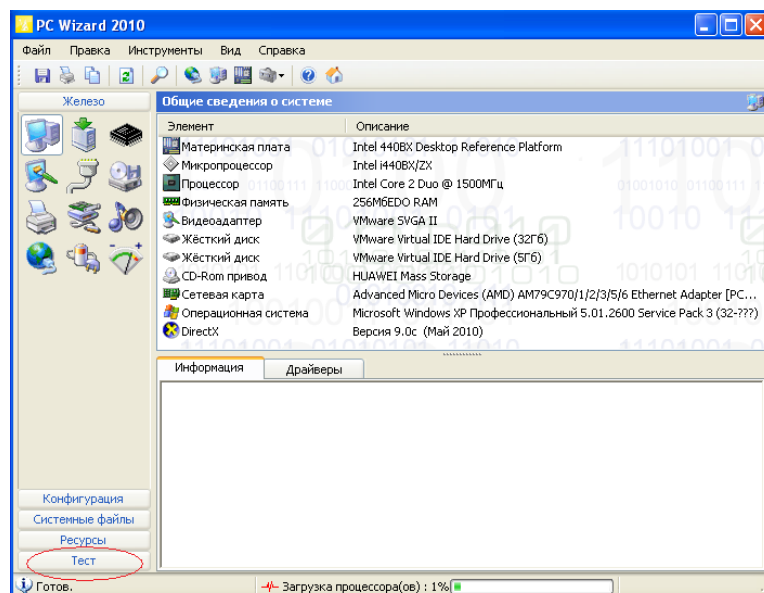 PC Wizard 2010
Файл Правка Инструменты Вид Справка
Железо
Общие сведения о системе
Элемент Описание
Материнская плата Intel 440BX Desktop Reference Platform
Микропроцессор Intel i440BX/ZX
Процессор Intel Core 2 Duo @ 1500МГц
Физическая память 256МбEDO RAM
Видеоадаптер VMware SVGA II
Жёсткий диск VMware Virtual IDE Hard Drive (32Гб)
Жёсткий диск VMware Virtual IDE Hard Drive (5Гб)
CD-Rom привод HUAWEI Mass Storage
Сетевая карта Advanced Micro Devices (AMD) AM79C970/1/2/3/5/6 Ethernet Adapter [PC...
Операционная система Microsoft Windows XP Профессиональный 5.01.2600 Service Pack 3 (32-???)
DirectX Версия 9.0c (Май 2010)
Информация Драйверы
Конфигурация
Системные файлы
Ресурсы
Тест
Готов. Загрузка процессора(ов) : 1%